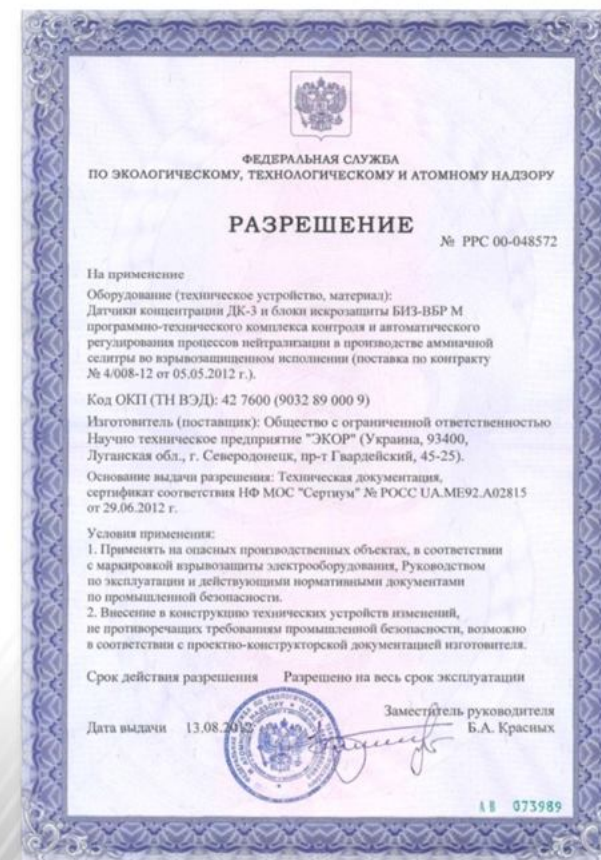 ФЕДЕРАЛЬНАЯ СЛУЖБА
ПО ЭКОЛОГИЧЕСКОМУ, ТЕХНОЛОГИЧЕСКОМУ И АТОМНОМУ НАДЗОРУ
РАЗРЕШЕНИЕ
№ РРС 00-048572
На применение
Оборудование (техническое устройство, материал):
Датчики концентрации ДК-3 и блоки искрозащиты БИЗ-ВБР М
программно-технического комплекса контроля и автоматического
регулирования процессов нейтрализации в производстве аммиачной
селитры во взрывозащищенном исполнении (поставка по контракту
№ 4/008-12 от 05.05.2012 г.).
Код ОКП (ТН ВЭД): 42 7600 (9032 89 000 9)
Изготовитель (поставщик): Общество с ограниченной ответственностью
Научно техническое предприятие "ЭКОР" (Украина, 93400,
Луганская обл., г. Северодонецк, пр-т Гвардейский, 45-25).
Основание выдачи разрешения: Техническая документация,
сертификат соответствия НФ МОС "Сертиум" № РОСС UA.ME92.A02815
от 29.06.2012 г.
Условия применения:
1. Применять на опасных производственных объектах, в соответствии
с маркировкой взрывозащиты электрооборудования, Руководством
по эксплуатации и действующими нормативными документами
по промышленной безопасности.
2. Внесение в конструкцию технических устройств изменений,
не противоречащих требованиям промышленной безопасности, возможно
в соответствии с проектно-конструкторской документацией изготовителя.
Срок действия разрешения Разрешено на весь срок эксплуатации
Заместитель руководителя
Дата выдачи 13.08.2012 Б.А. Красных
АВ 073989